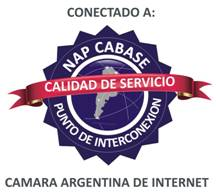 CONECTADO A:
NAP CABASE
CALIDAD DE SERVICIO
PUNTO DE INTERCONEXION
CAMARA ARGENTINA DE INTERNET